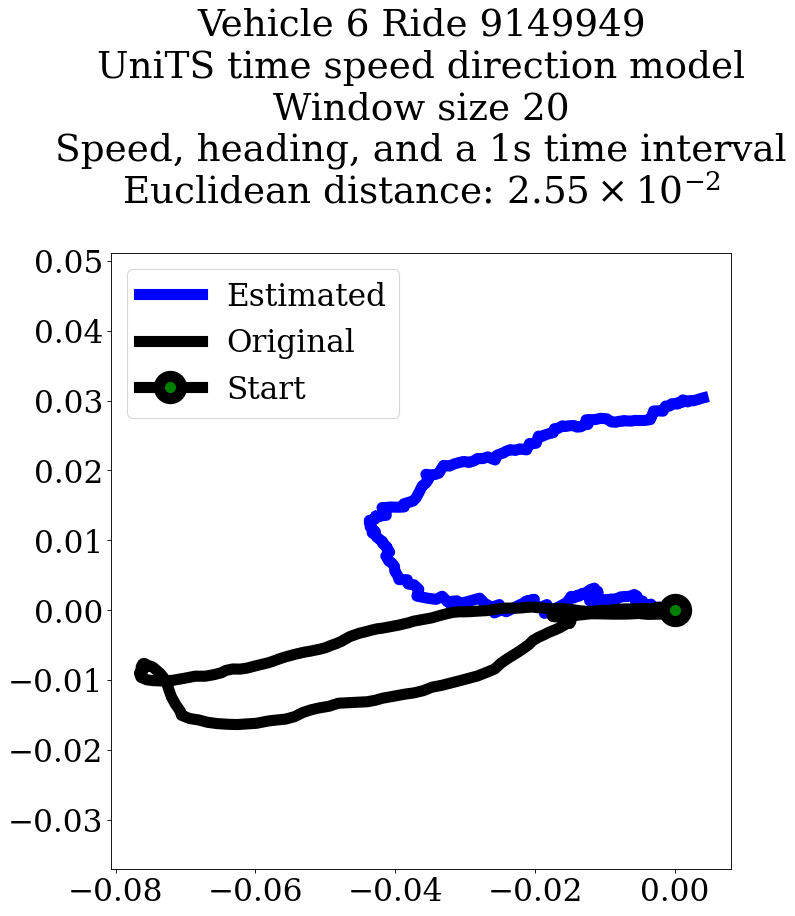 Vehicle 6 Ride 9149949
UniTS time speed direction model
Window size 20
Speed, heading, and a 1s time interval
Euclidean distance: 2.55 × 10⁻²
Estimated
Original
Start
0.05
0.04
0.03
0.02
0.01
0.00
−0.01
−0.02
−0.03
−0.08 −0.06 −0.04 −0.02 0.00